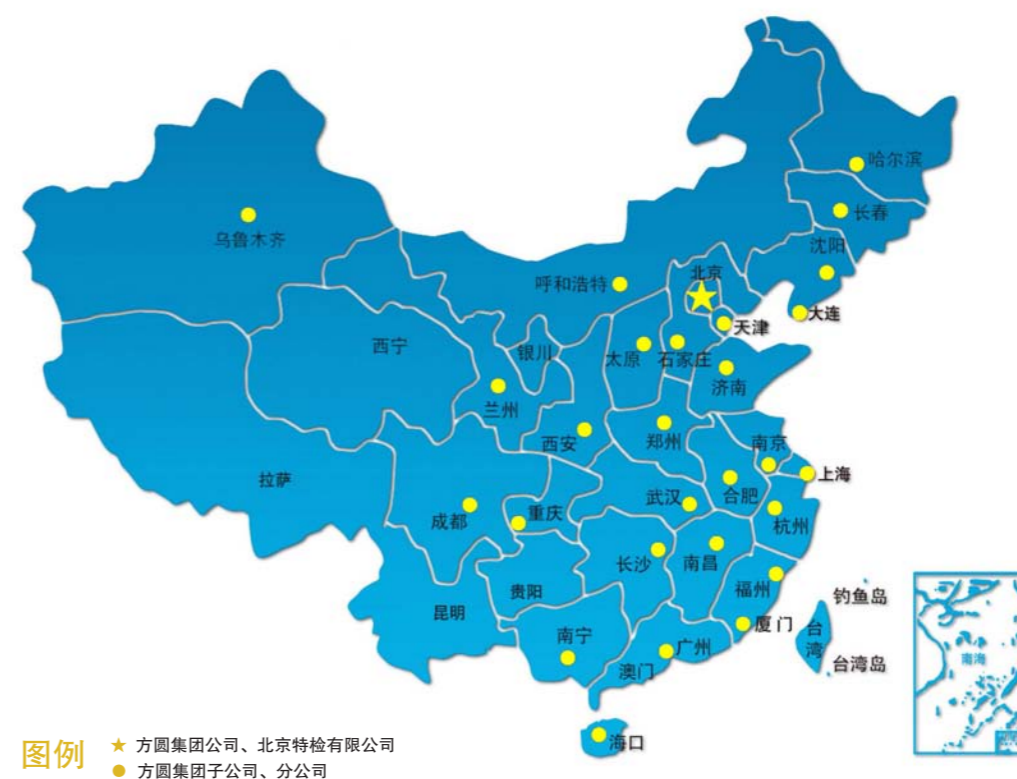 哈尔滨
长春
乌鲁木齐
沈阳
北京
呼和浩特
大连
天津
西宁
银川
太原
石家庄
济南
兰州
西安
郑州
南京
上海
拉萨
武汉
合肥
成都
重庆
杭州
长沙
南昌
福州
钓鱼岛
贵阳
昆明
厦门
台湾
南宁
广州
澳门
台湾岛
南海
海口
图例
★ 方圆集团公司、北京特检有限公司
● 方圆集团子公司、分公司